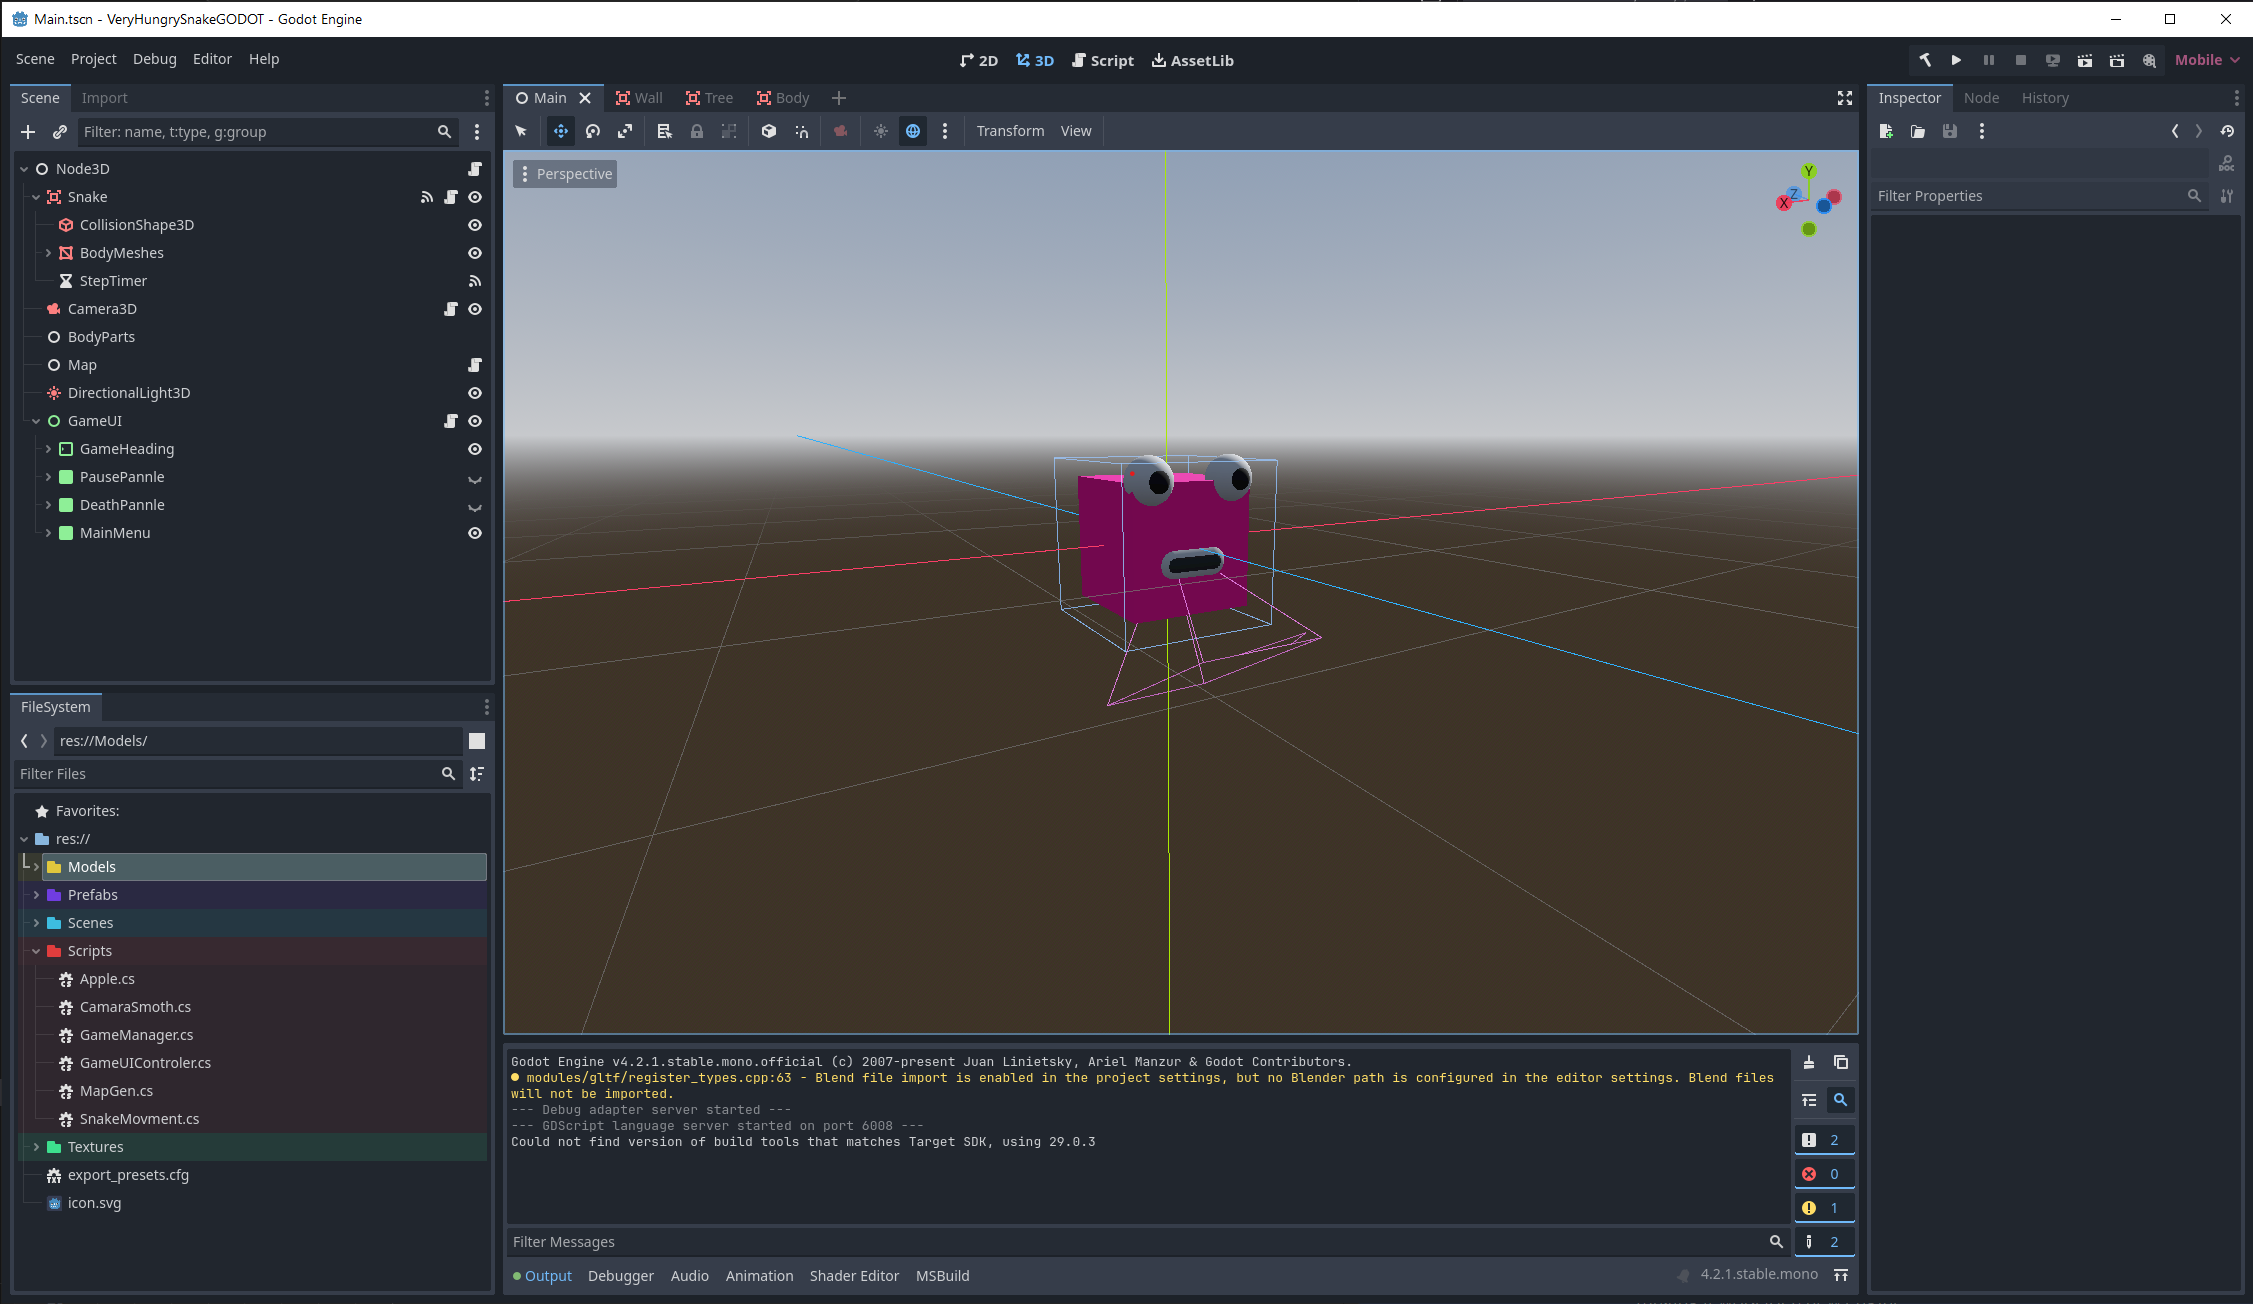 Main.tscn - VeryHungrySnakeGODOT - Godot Engine
Scene Project Debug Editor Help
2D 3D Script AssetLib
Mobile
Scene Import
Filter: name, t:type, g:group
Node3D
Snake
CollisionShape3D
BodyMeshes
StepTimer
Camera3D
BodyParts
Map
DirectionalLight3D
GameUI
GameHeading
PausePannle
DeathPannle
MainMenu
FileSystem
res://Models/
Filter Files
Favorites:
res://
Models
Prefabs
Scenes
Scripts
Apple.cs
CamaraSmoth.cs
GameManager.cs
GameUIControler.cs
MapGen.cs
SnakeMovment.cs
Textures
export_presets.cfg
icon.svg
Main Wall Tree Body
Transform View
Perspective
Y
Z
X
Godot Engine v4.2.1.stable.mono.official (c) 2007-present Juan Linietsky, Ariel Manzur & Godot Contributors.
modules/gltf/register_types.cpp:63 - Blend file import is enabled in the project settings, but no Blender path is configured in the editor settings. Blend files
will not be imported.
--- Debug adapter server started ---
--- GDScript language server started on port 6008 ---
Could not find version of build tools that matches Target SDK, using 29.0.3
2
0
1
2
Filter Messages
Output Debugger Audio Animation Shader Editor MSBuild
4.2.1.stable.mono
Inspector Node History
DOC
Filter Properties